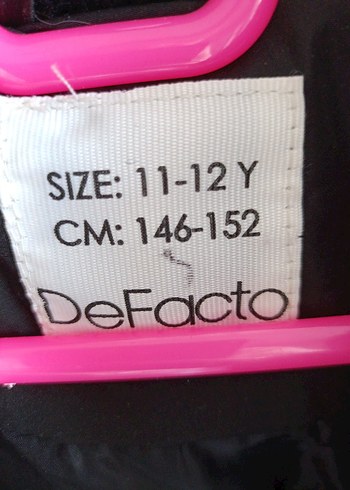 SIZE: 11-12 Y
CM: 146-152
DeFacto